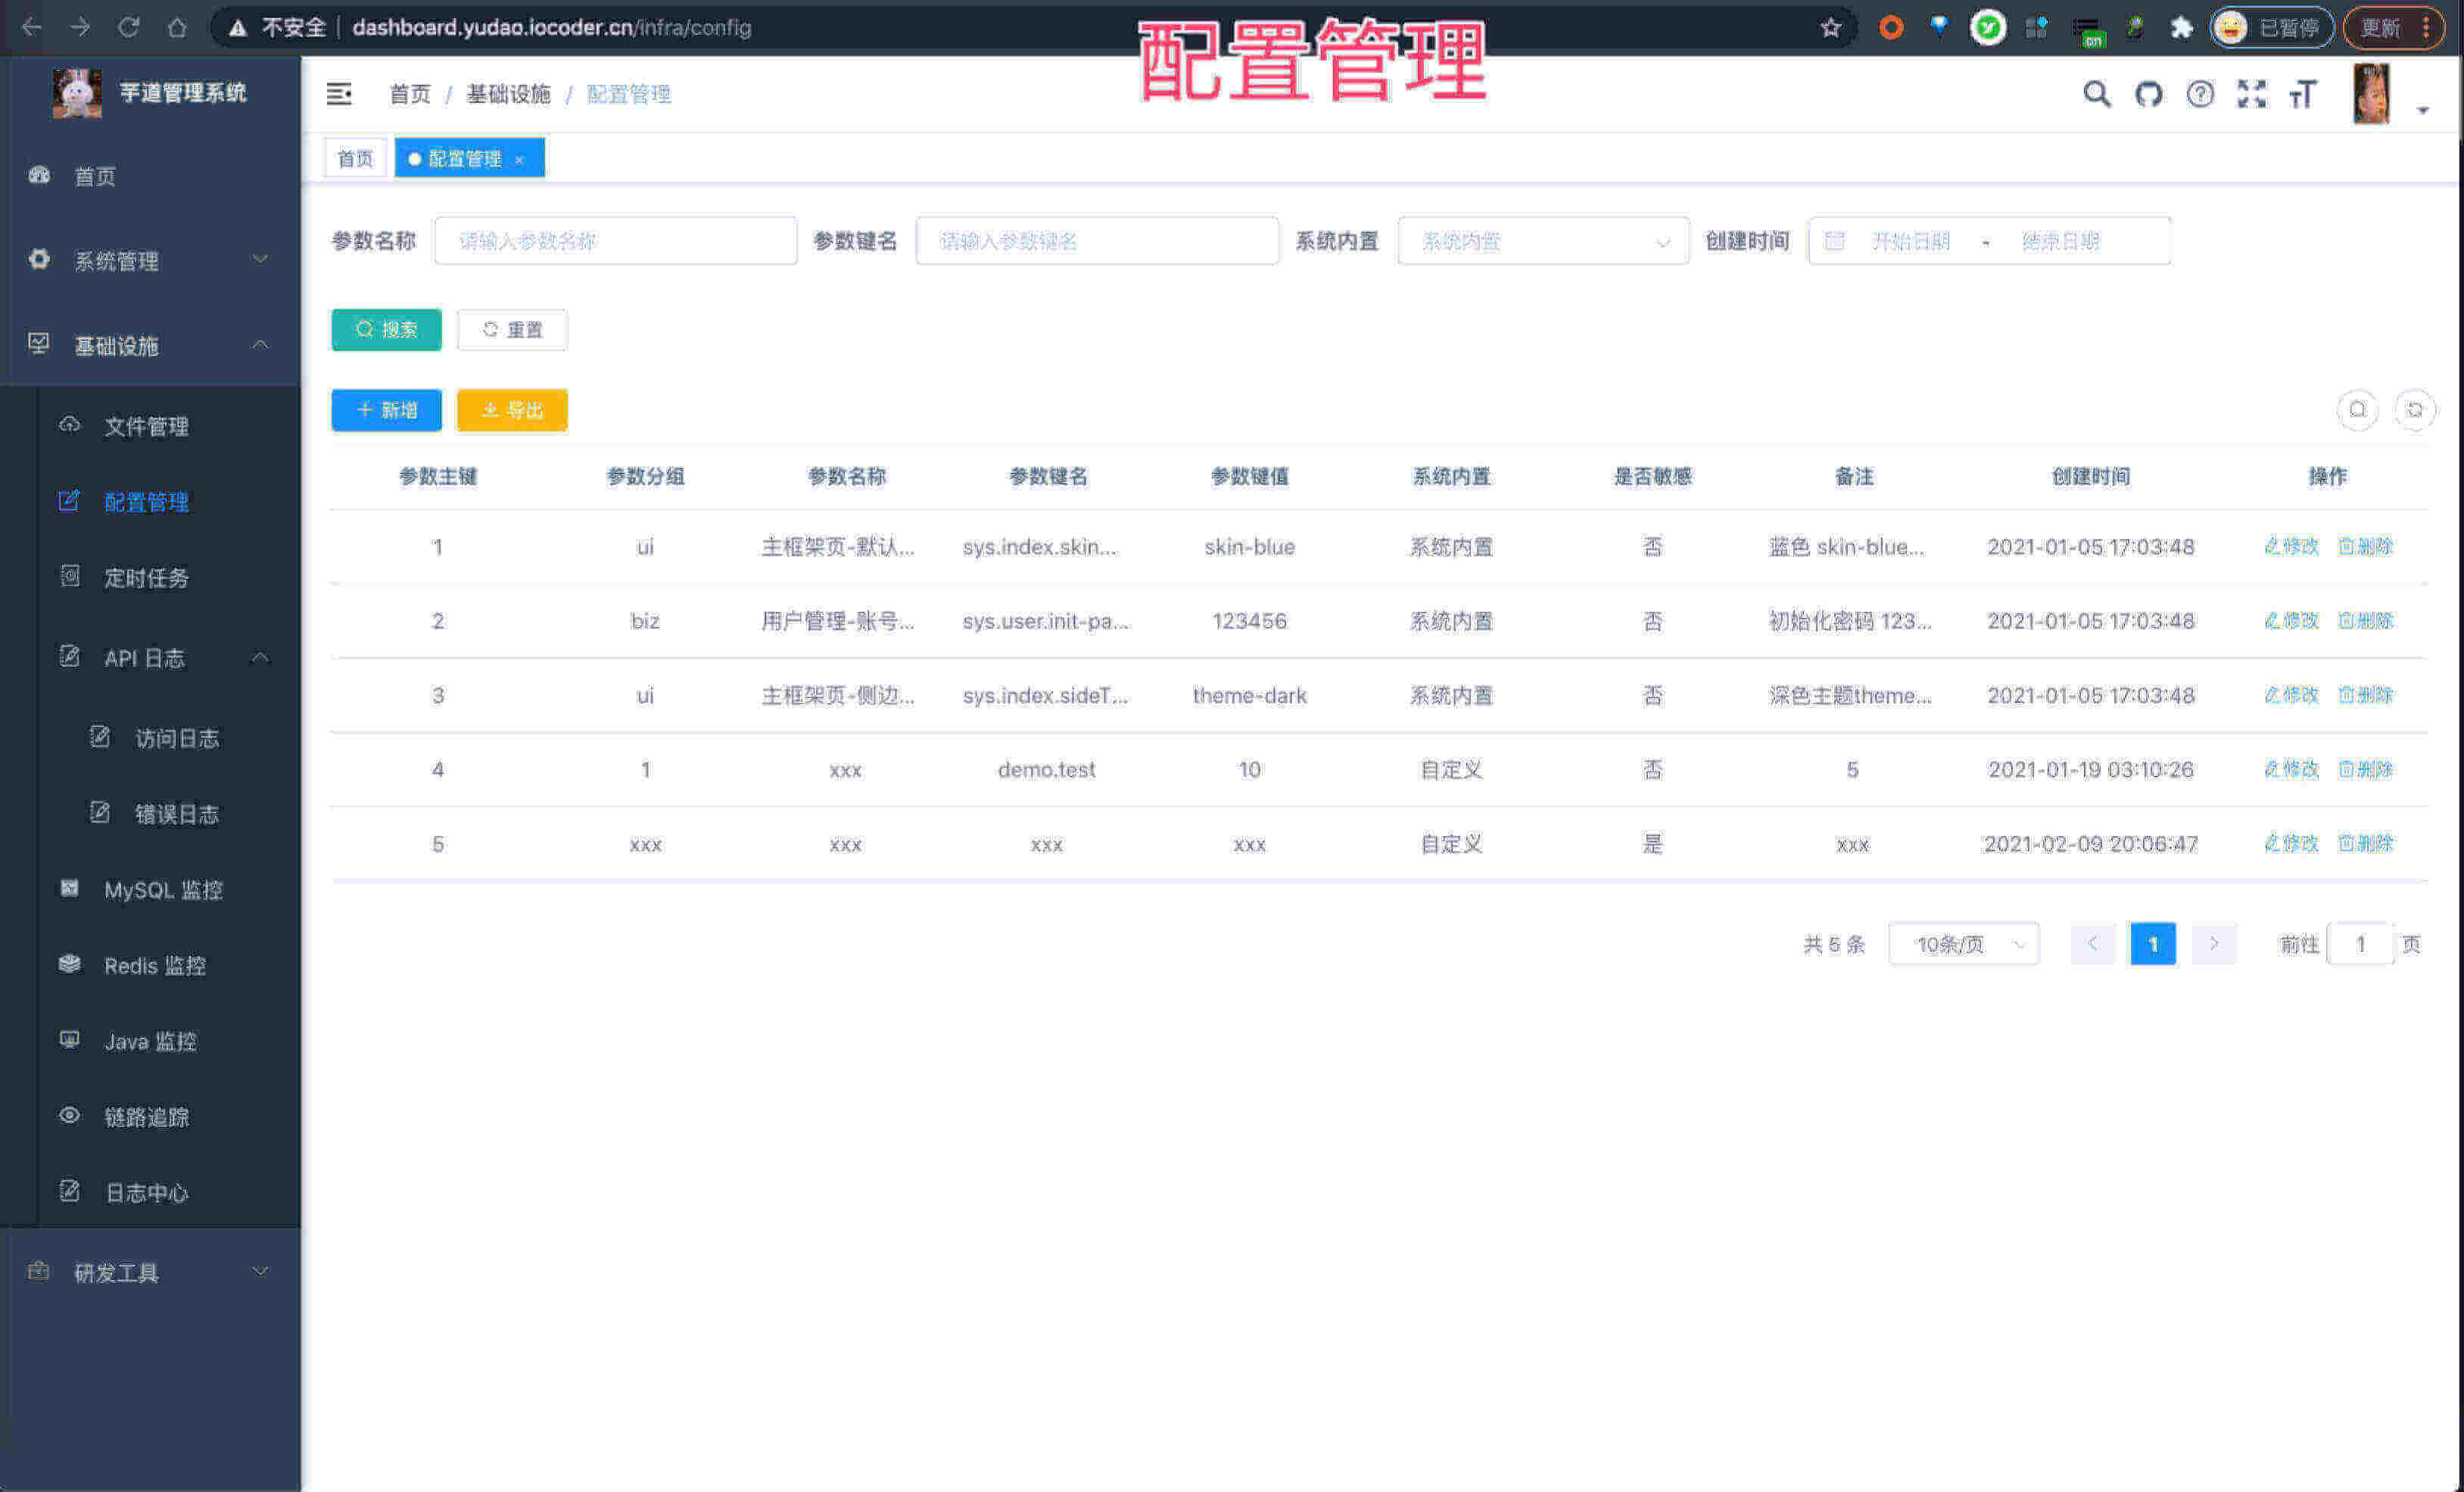 不安全 | dashboard.yudao.iocoder.cn/infra/config
配置管理
on
已暂停
更新
芋道管理系统
首页 / 基础设施 / 配置管理
首页
配置管理 ×
首页
系统管理
基础设施
文件管理
配置管理
定时任务
API 日志
访问日志
错误日志
MySQL 监控
Redis 监控
Java 监控
链路追踪
日志中心
研发工具
参数名称 请输入参数名称 参数键名 请输入参数键名 系统内置 系统内置 创建时间 开始日期 - 结束日期
搜索 重置
新增 导出
参数主键 参数分组 参数名称 参数键名 参数键值 系统内置 是否敏感 备注 创建时间 操作
1 ui 主框架页-默认... sys.index.skin... skin-blue 系统内置 否 蓝色 skin-blue... 2021-01-05 17:03:48 修改 删除
2 biz 用户管理-账号... sys.user.init-pa... 123456 系统内置 否 初始化密码 123... 2021-01-05 17:03:48 修改 删除
3 ui 主框架页-侧边... sys.index.sideT... theme-dark 系统内置 否 深色主题theme... 2021-01-05 17:03:48 修改 删除
4 1 xxx demo.test 10 自定义 否 5 2021-01-19 03:10:26 修改 删除
5 xxx xxx xxx xxx 自定义 是 xxx 2021-02-09 20:06:47 修改 删除
共 5 条 10条/页 1 前往 1 页